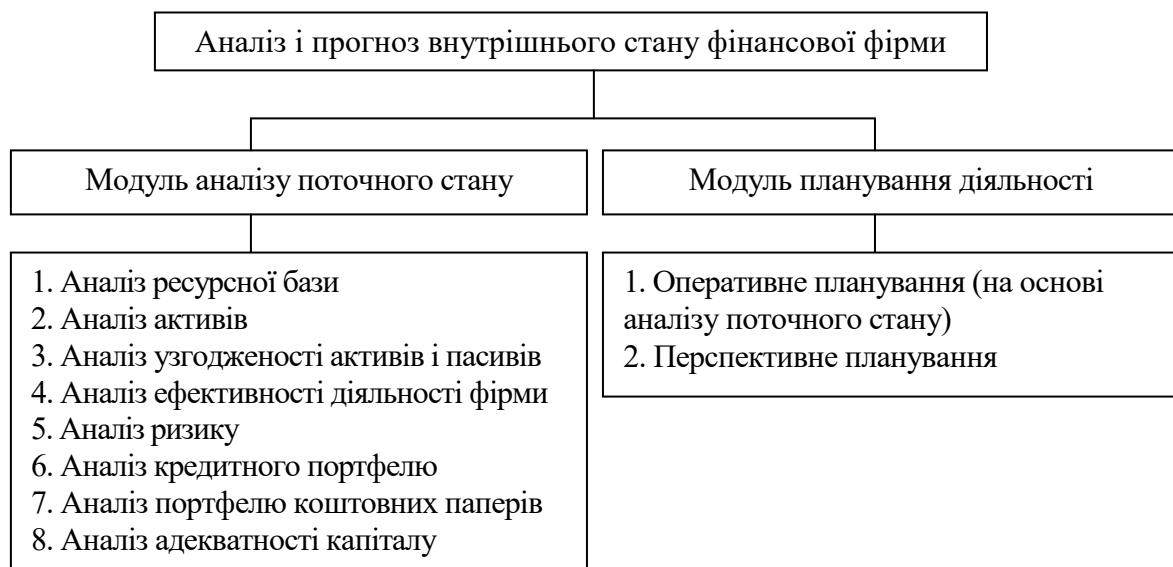 Аналіз і прогноз внутрішнього стану фінансової фірми
Модуль аналізу поточного стану
Модуль планування діяльності
1. Аналіз ресурсної бази
2. Аналіз активів
3. Аналіз узгодженості активів і пасивів
4. Аналіз ефективності діяльності фірми
5. Аналіз ризику
6. Аналіз кредитного портфелю
7. Аналіз портфелю коштовних паперів
8. Аналіз адекватності капіталу
1. Оперативне планування (на основі
аналізу поточного стану)
2. Перспективне планування